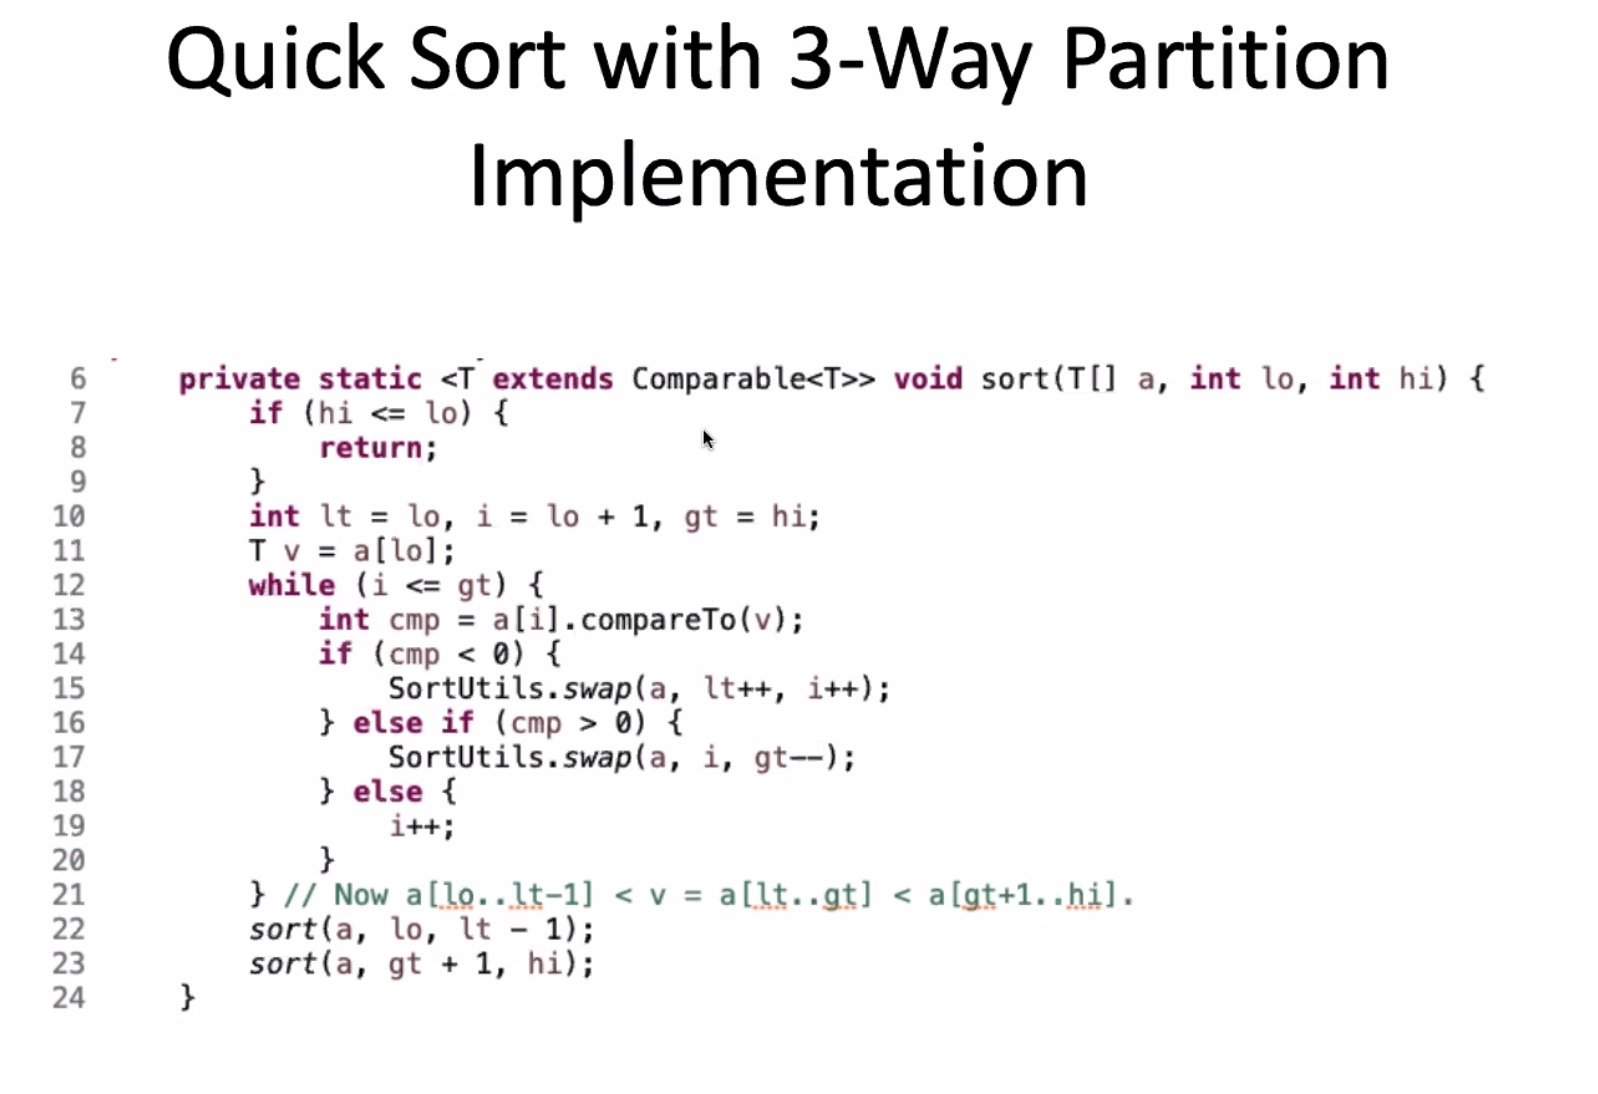 Quick Sort with 3-Way Partition
Implementation
6 private static <T extends Comparable<T>> void sort(T[] a, int lo, int hi) {
7 if (hi <= lo) {
8 return;
9 }
10 int lt = lo, i = lo + 1, gt = hi;
11 T v = a[lo];
12 while (i <= gt) {
13 int cmp = a[i].compareTo(v);
14 if (cmp < 0) {
15 SortUtils.swap(a, lt++, i++);
16 } else if (cmp > 0) {
17 SortUtils.swap(a, i, gt--);
18 } else {
19 i++;
20 }
21 } // Now a[lo..lt-1] < v = a[lt..gt] < a[gt+1..hi].
22 sort(a, lo, lt - 1);
23 sort(a, gt + 1, hi);
24 }